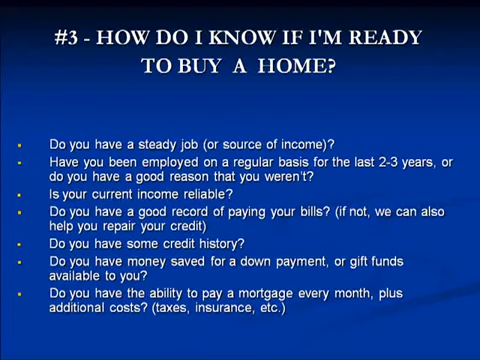 #3 - HOW DO I KNOW IF I'M READY
TO BUY A HOME?
Do you have a steady job (or source of income)?
Have you been employed on a regular basis for the last 2-3 years, or
do you have a good reason that you weren't?
Is your current income reliable?
Do you have a good record of paying your bills? (if not, we can also
help you repair your credit)
Do you have some credit history?
Do you have money saved for a down payment, or gift funds
available to you?
Do you have the ability to pay a mortgage every month, plus
additional costs? (taxes, insurance, etc.)